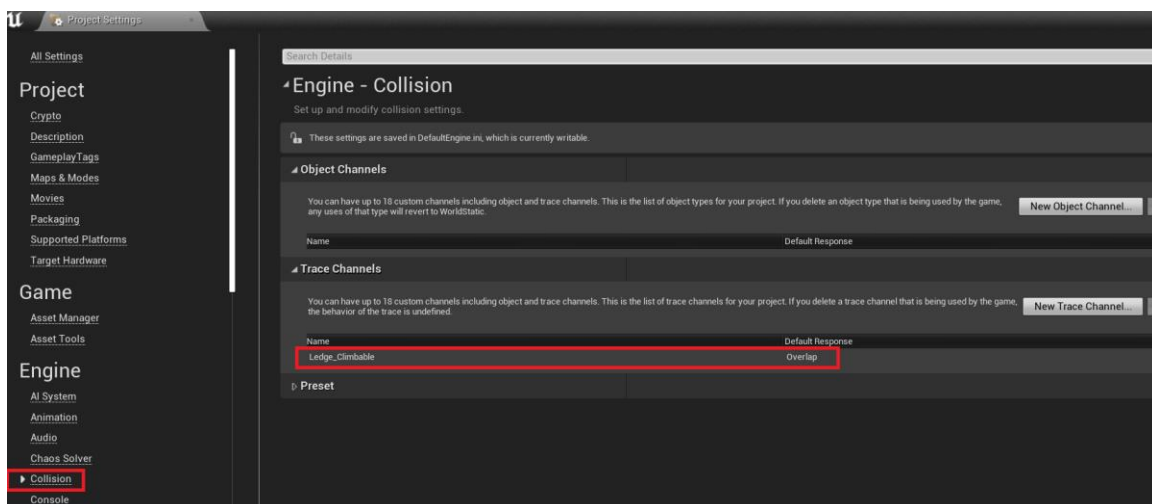 Project Settings
All Settings
Project
Crypto
Description
GameplayTags
Maps & Modes
Movies
Packaging
Supported Platforms
Target Hardware
Game
Asset Manager
Asset Tools
Engine
AI System
Animation
Audio
Chaos Solver
Collision
Console
Search Details
Engine - Collision
Set up and modify collision settings.
These settings are saved in DefaultEngine.ini, which is currently writable.
Object Channels
You can have up to 18 custom channels including object and trace channels. This is the list of object types for your project. If you delete an object type that is being used by the game,
any uses of that type will revert to WorldStatic.
New Object Channel...
Name Default Response
Trace Channels
You can have up to 18 custom channels including object and trace channels. This is the list of trace channels for your project. If you delete a trace channel that is being used by the game,
the behavior of the trace is undefined.
New Trace Channel...
Name Default Response
Ledge_Climbable Overlap
Preset